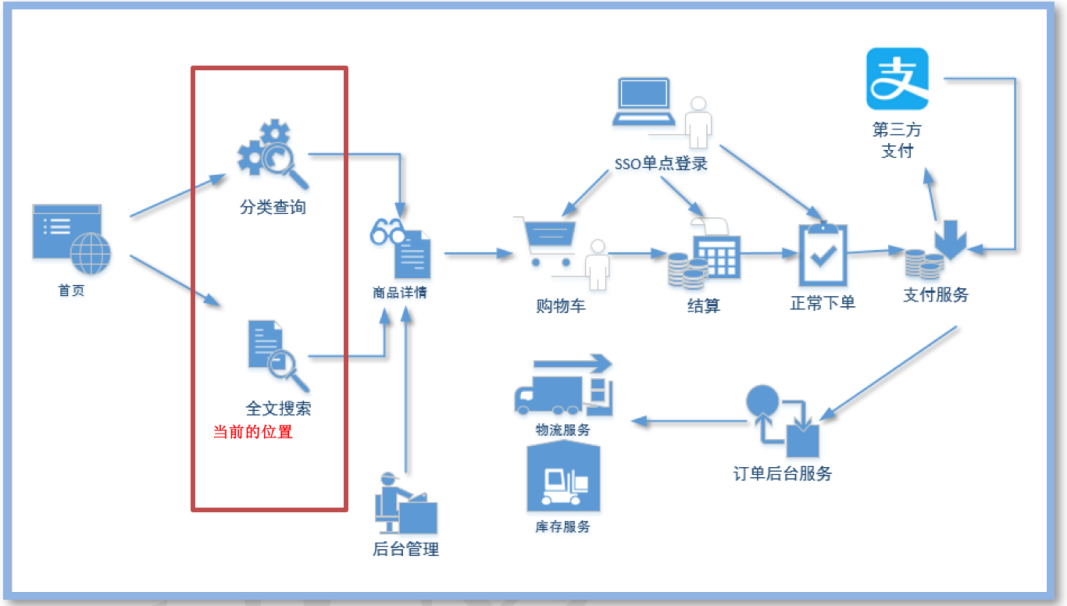 首页
分类查询
全文搜索
当前的位置
商品详情
后台管理
SSO单点登录
购物车
结算
正常下单
支
第三方
支付
支付服务
订单后台服务
物流服务
库存服务